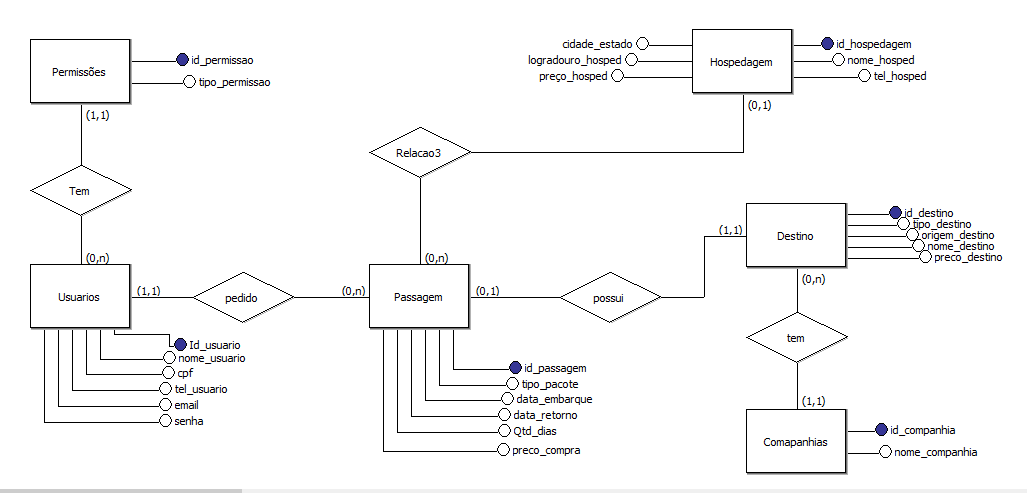 Permissões
id_permissao
tipo_permissao
(1,1)
Tem
(0,n)
Usuarios
(1,1)
pedido
(0,n)
Id_usuario
nome_usuario
cpf
tel_usuario
email
senha
cidade_estado
logradouro_hosped
preço_hosped
Hospedagem
id_hospedagem
nome_hosped
tel_hosped
(0,1)
Relacao3
(0,n)
Passagem
(0,1)
possui
(1,1)
id_passagem
tipo_pacote
data_embarque
data_retorno
Qtd_dias
preco_compra
Destino
id_destino
tipo_destino
origem_destino
nome_destino
preco_destino
(0,n)
tem
(1,1)
Comapanhias
id_companhia
nome_companhia